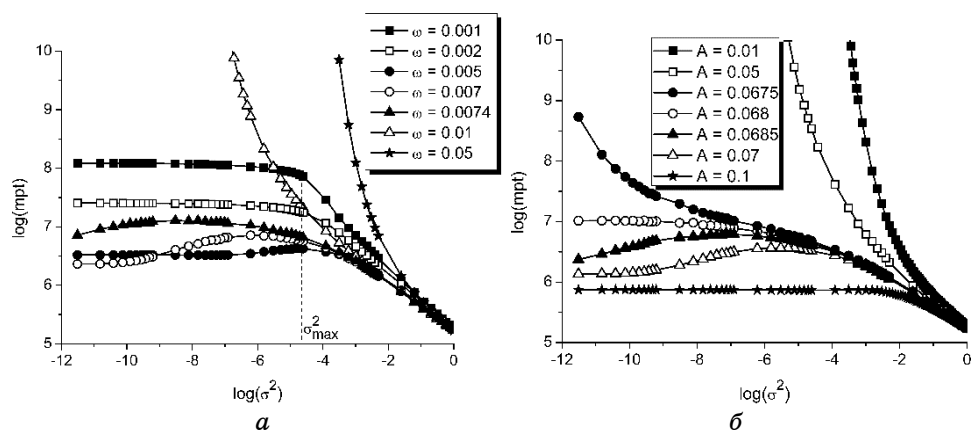 ω = 0.001
ω = 0.002
ω = 0.005
ω = 0.007
ω = 0.0074
ω = 0.01
ω = 0.05
10
9
8
7
6
5
log(mpt)
-12 -10 -8 -6 -4 -2 0
σ²max
log(σ²)
а
A = 0.01
A = 0.05
A = 0.0675
A = 0.068
A = 0.0685
A = 0.07
A = 0.1
10
9
8
7
6
5
log(mpt)
-12 -10 -8 -6 -4 -2 0
log(σ²)
б